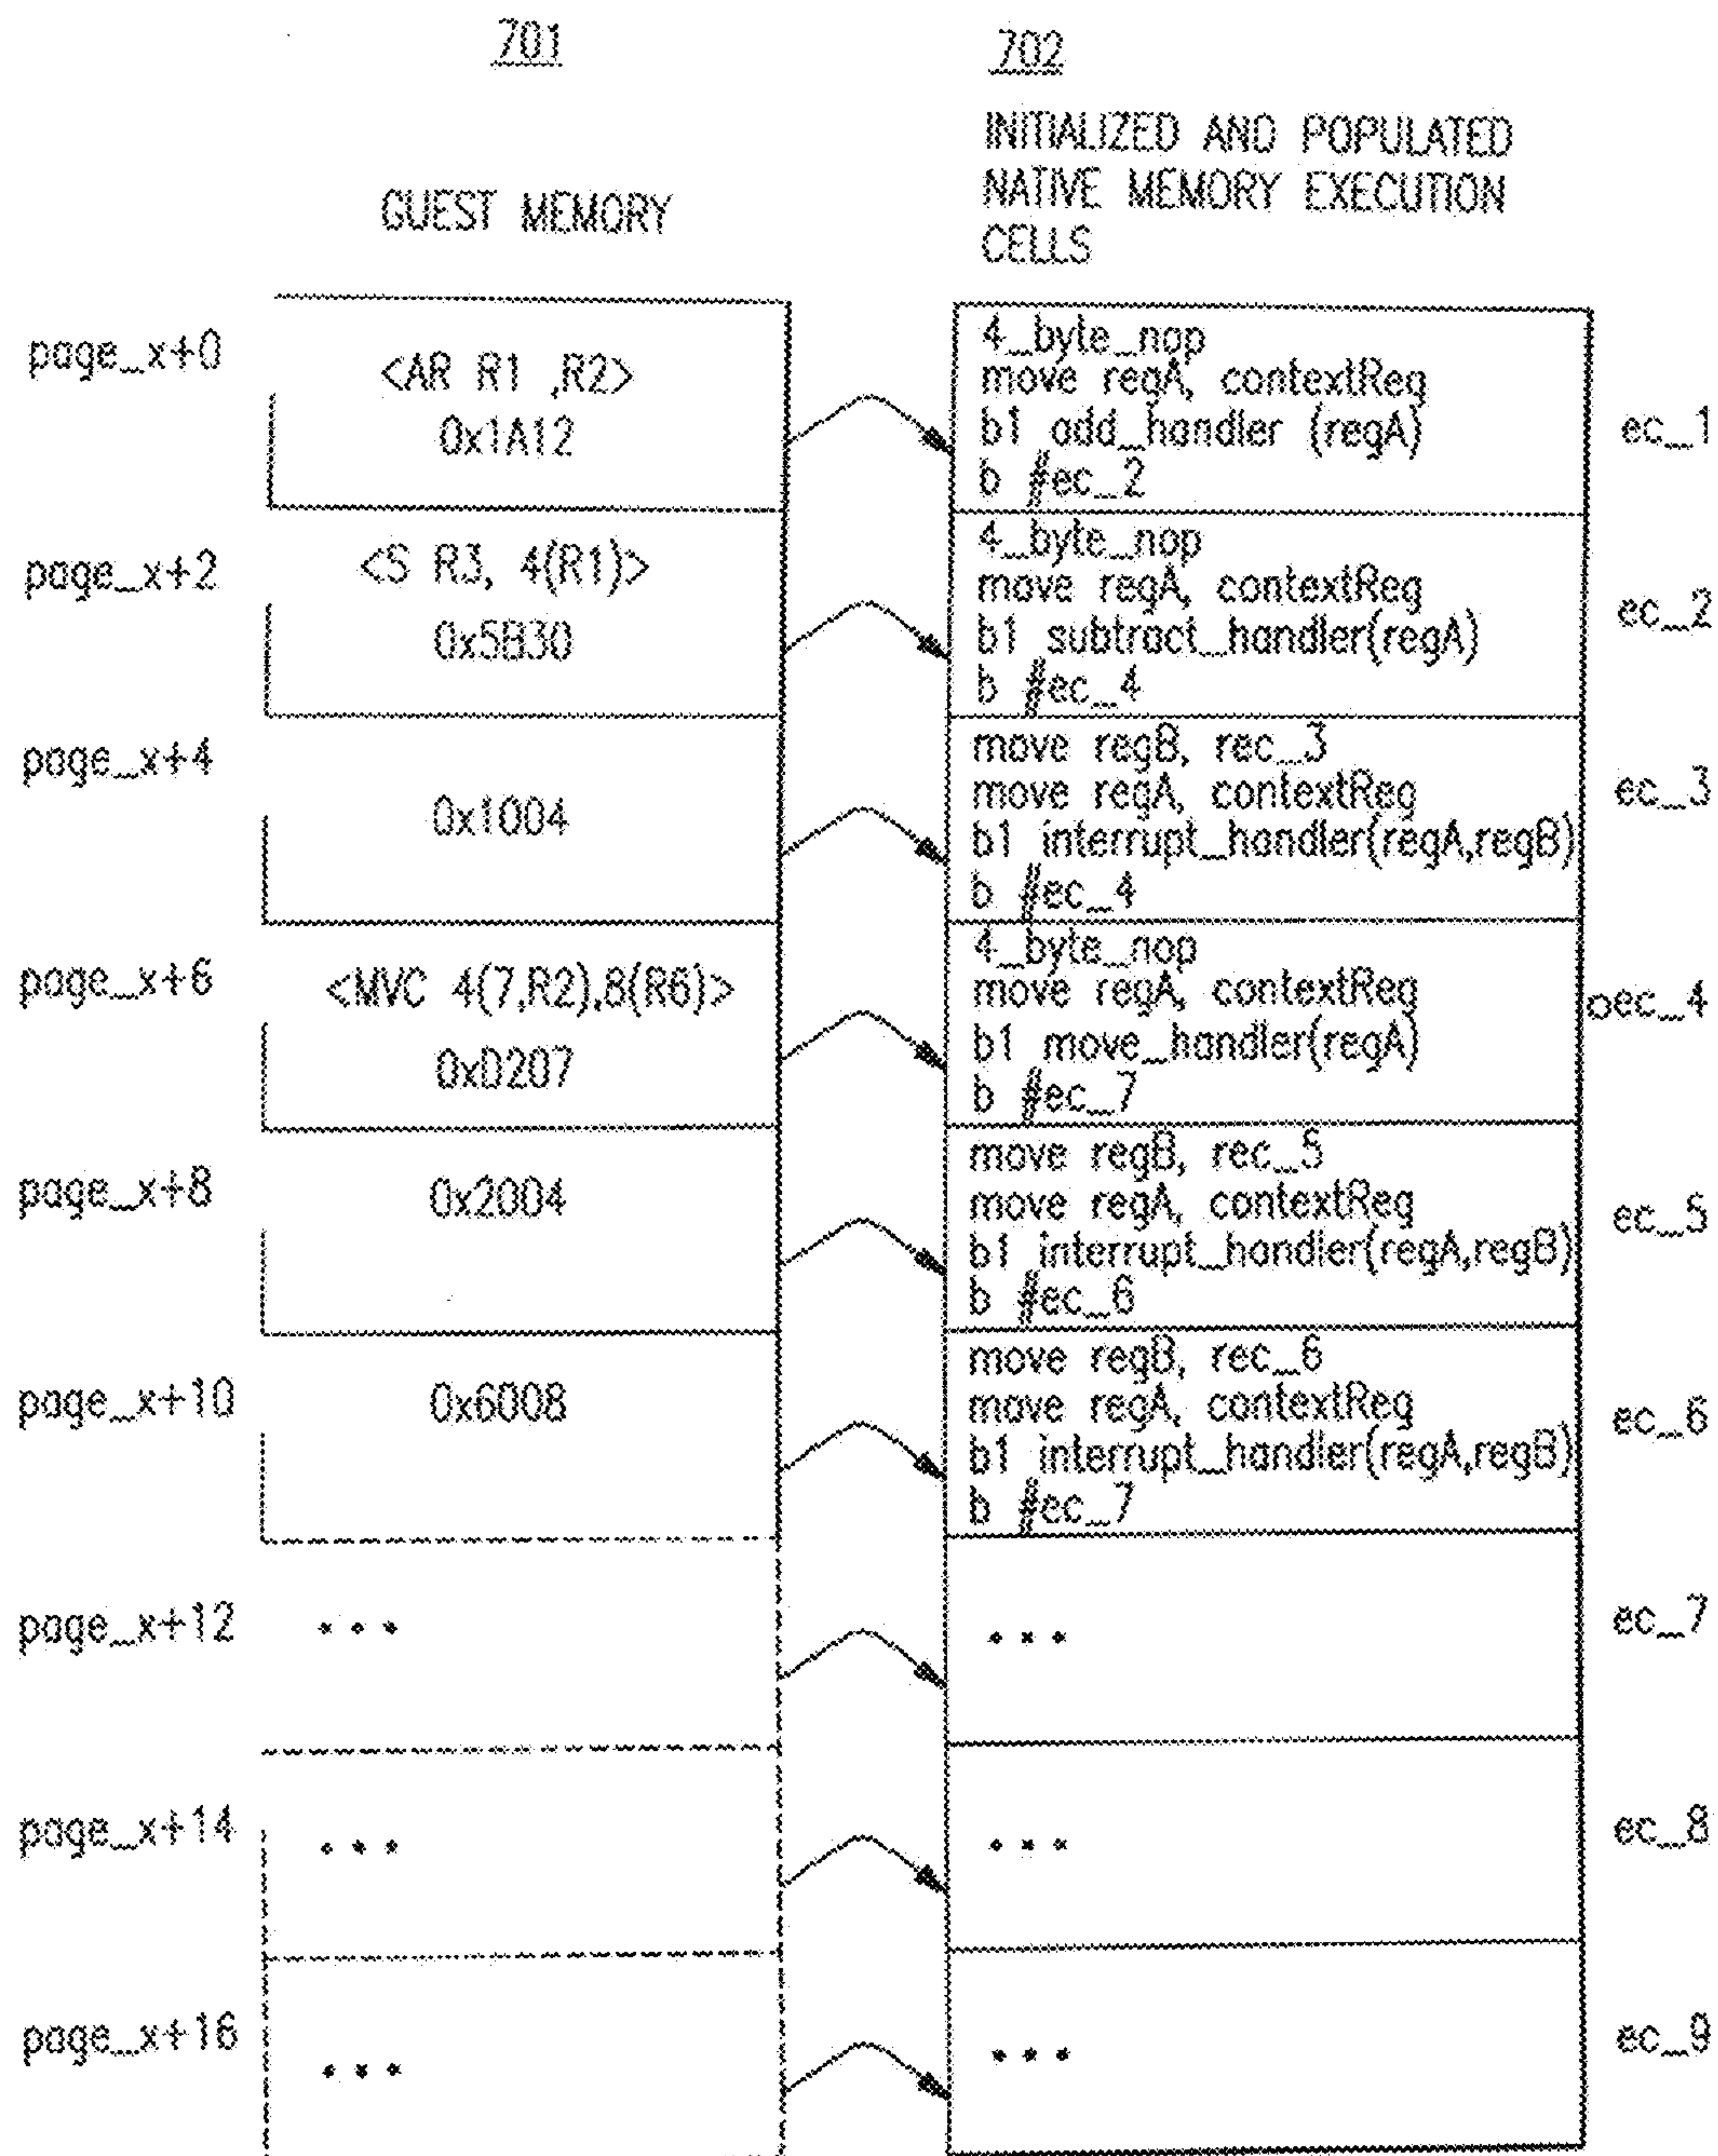 701
702
GUEST MEMORY
INITIALIZED AND POPULATED
NATIVE MEMORY EXECUTION
CELLS
page_x+0
<AR R1 ,R2>
0x1A12
4_byte_nop
move regA, contextReg
b1 add_handler (regA)
b #ec_2
ec_1
page_x+2
<S R3, 4(R1)>
0x5B30
4_byte_nop
move regA, contextReg
b1 subtract_handler(regA)
b #ec_4
ec_2
page_x+4
0x1004
move regB, rec_3
move regA, contextReg
b1 interrupt_handler(regA,regB)
b #ec_4
ec_3
page_x+6
<MVC 4(7,R2),8(R6)>
0xD207
4_byte_nop
move regA, contextReg
b1 move_handler(regA)
b #ec_7
ec_4
page_x+8
0x2004
move regB, rec_5
move regA, contextReg
b1 interrupt_handler(regA,regB)
b #ec_6
ec_5
page_x+10
0x6008
move regB, rec_6
move regA, contextReg
b1 interrupt_handler(regA,regB)
b #ec_7
ec_6
page_x+12
...
...
ec_7
page_x+14
...
...
ec_8
page_x+16
...
...
ec_9